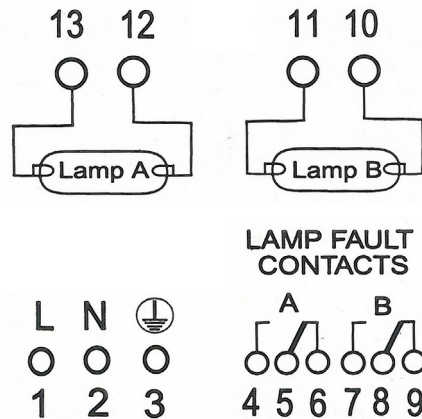 13 12 11 10
Lamp A Lamp B
LAMP FAULT
CONTACTS
A B
L N
1 2 3 4 5 6 7 8 9